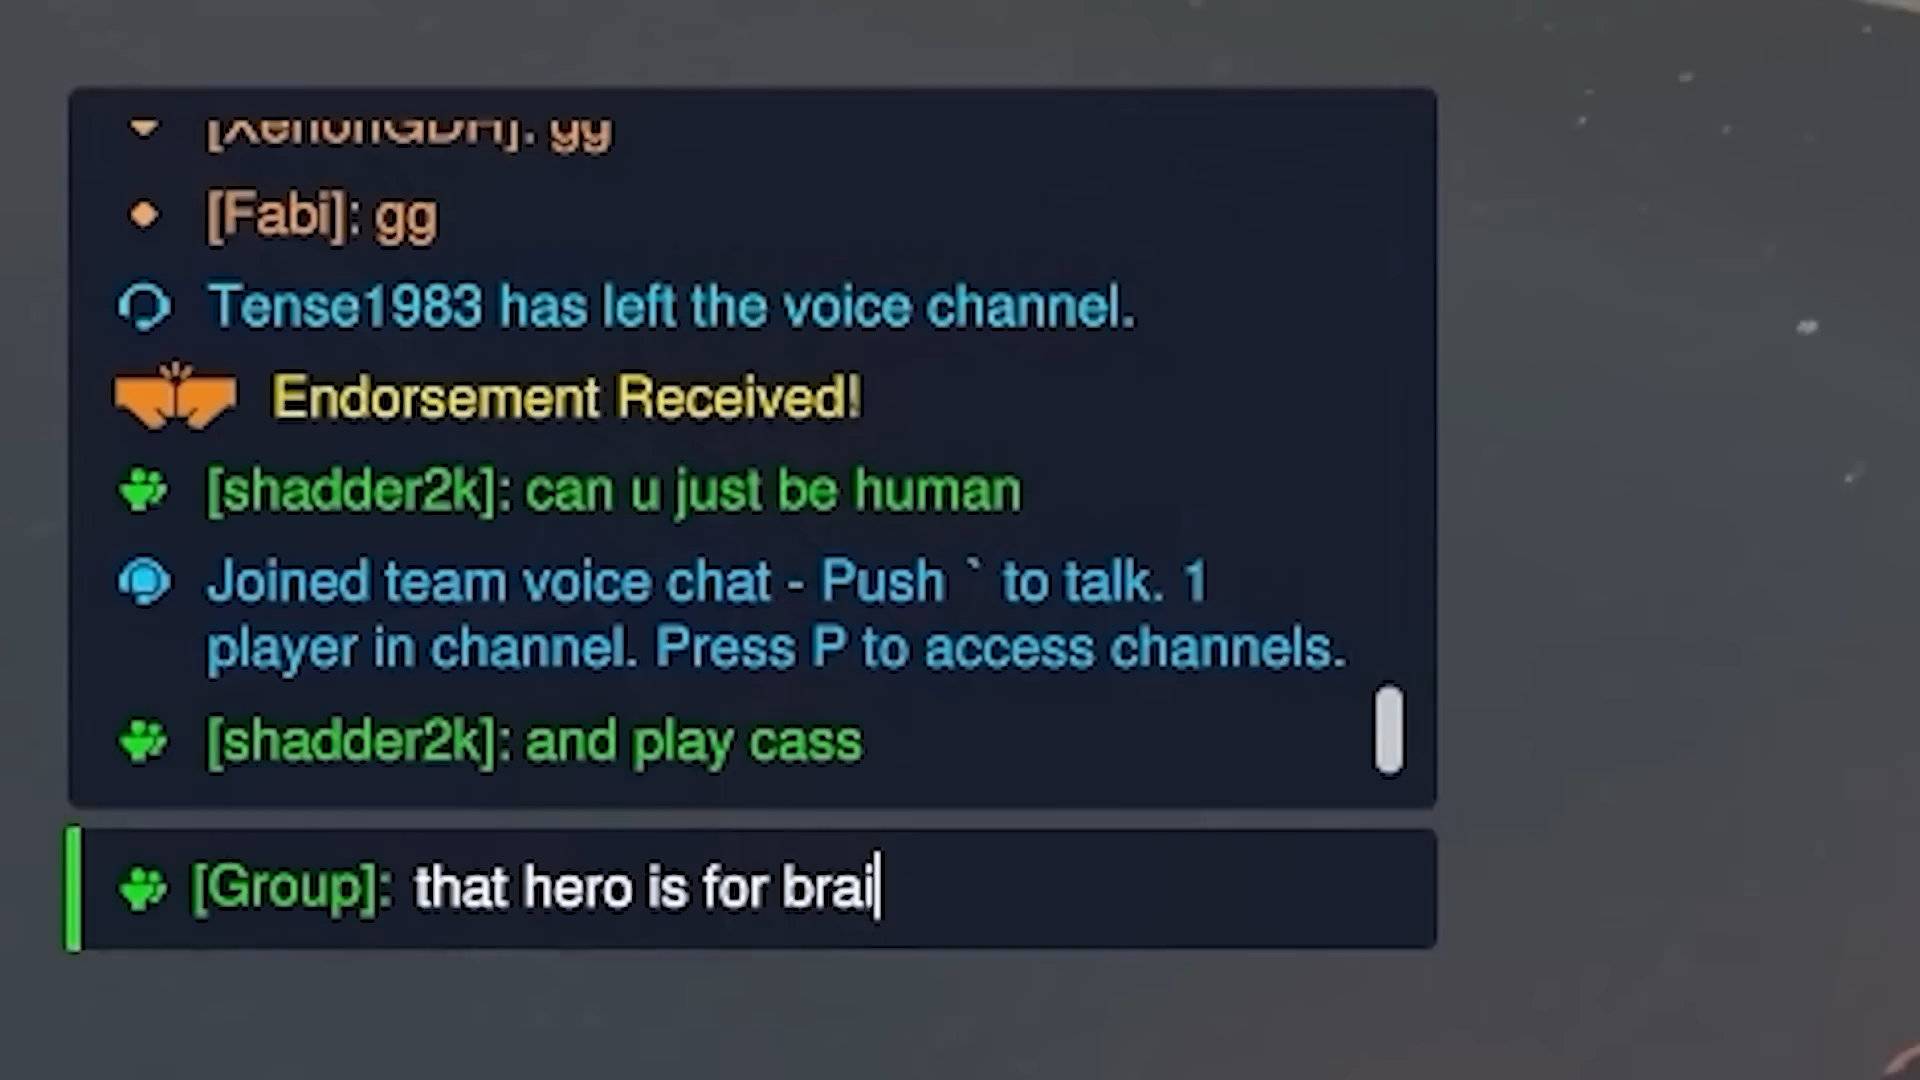 [XenonGDH]: gg
[Fabi]: gg
Tense1983 has left the voice channel.
Endorsement Received!
[shadder2k]: can u just be human
Joined team voice chat - Push ` to talk. 1
player in channel. Press P to access channels.
[shadder2k]: and play cass
[Group]: that hero is for brai